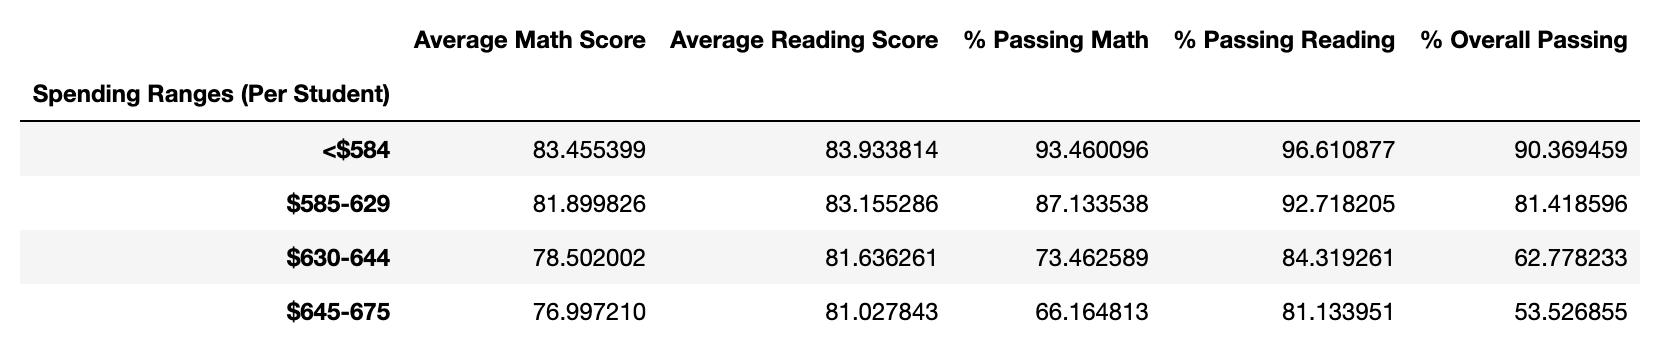 Average Math Score Average Reading Score % Passing Math % Passing Reading % Overall Passing
Spending Ranges (Per Student)
<$584 83.455399 83.933814 93.460096 96.610877 90.369459
$585-629 81.899826 83.155286 87.133538 92.718205 81.418596
$630-644 78.502002 81.636261 73.462589 84.319261 62.778233
$645-675 76.997210 81.027843 66.164813 81.133951 53.526855